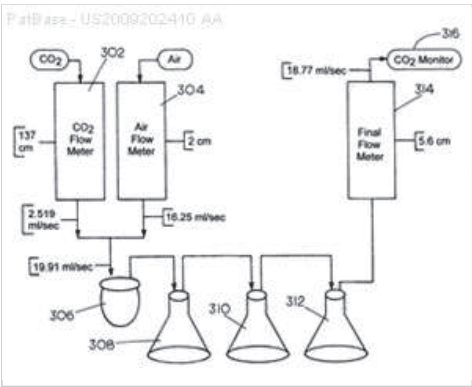 PatBase - US2009202410 AA
302
316
CO2
Air
CO2 Monitor
304
18.77 ml/sec
314
CO2
Flow
Meter
Air
Flow
Meter
Final
Flow
Meter
137
cm
2 cm
5.6 cm
2.519
ml/sec
16.25 ml/sec
19.91 ml/sec
306
308
310
312